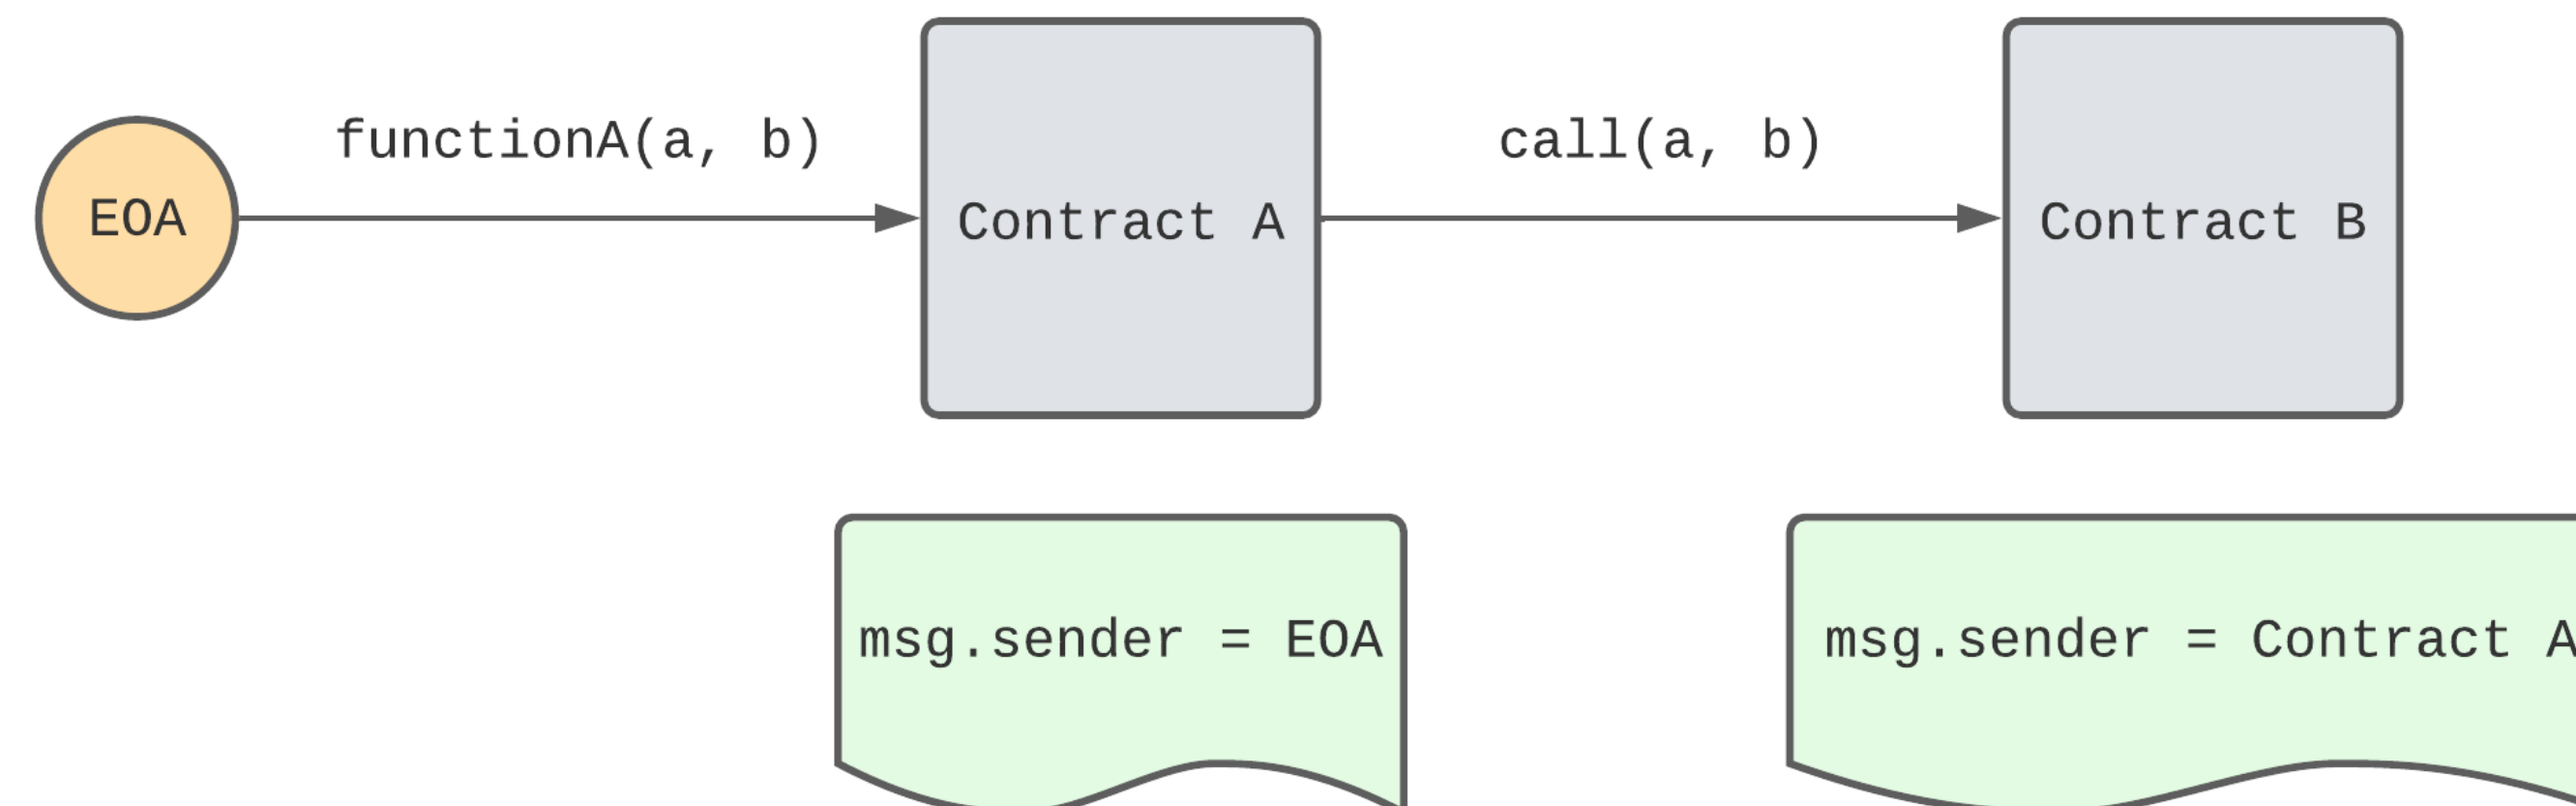 functionA(a, b)
call(a, b)
EOA
Contract A
Contract B
msg.sender = EOA
msg.sender = Contract A